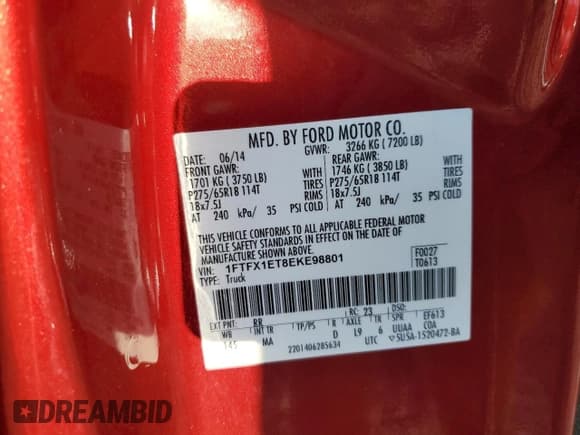 MFD. BY FORD MOTOR CO.
DATE: 06/14 GVWR: 3266 KG ( 7200 LB)
FRONT GAWR: REAR GAWR:
1701 KG ( 3750 LB) WITH 1746 KG ( 3850 LB) WITH
P275/65R18 114T TIRES P275/65R18 114T TIRES
18x7.5J RIMS 18x7.5J RIMS
AT 240 kPa/ 35 PSI COLD AT 240 kPa/ 35 PSI COLD
THIS VEHICLE CONFORMS TO ALL APPLICABLE FEDERAL MOTOR
VEHICLE SAFETY AND THEFT PREVENTION STANDARDS IN EFFECT ON THE DATE OF
MANUFACTURE SHOWN ABOVE.
VIN: 1FTFX1ET8EKE98801 F0027
TYPE: Truck T0613
EXT PNT: RR RC: 23 DSO:
WB INT TR TP/PS R AXLE TR SPR EF613
145 MA D L9 6 UUAA CDA
2201406285634 UTC 5U5A-1520472-BA
DREAMBID